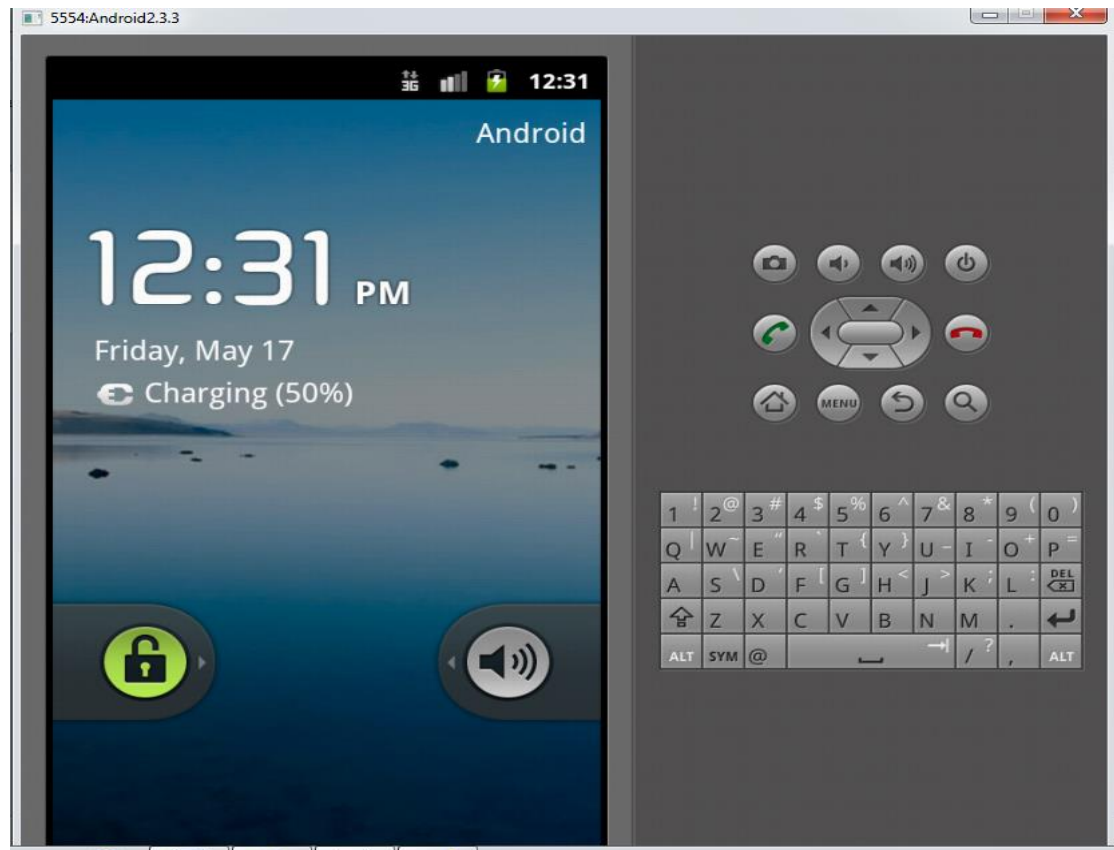 5554:Android2.3.3
3G 12:31
Android
12:31 PM
Friday, May 17
Charging (50%)
MENU
1 ! 2 @ 3 # 4 $ 5 % 6 ^ 7 & 8 * 9 ( 0 )
Q | W ~ E " R ` T { Y } U _ I - O + P =
A S \ D ' F [ G ] H < J > K ; L : DEL
Z X C V B N M .
ALT SYM @ / ? , ALT